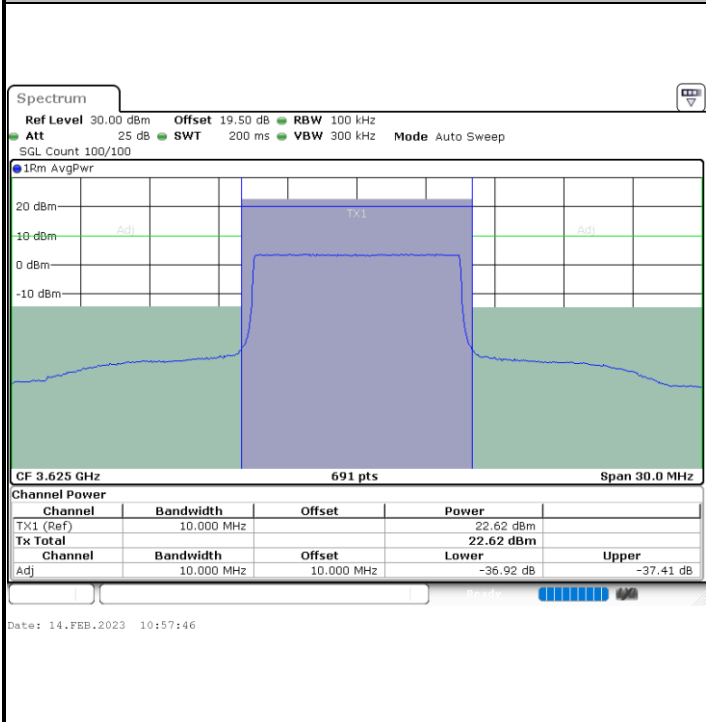 Spectrum
Ref Level 30.00 dBm Offset 19.50 dB RBW 100 kHz
Att 25 dB SWT 200 ms VBW 300 kHz Mode Auto Sweep
SGL Count 100/100
1Rm AvgPwr
20 dBm
TX1
10 dBm Adj Adj
0 dBm
-10 dBm
CF 3.625 GHz 691 pts Span 30.0 MHz
Channel Power
Channel Bandwidth Offset Power
TX1 (Ref) 10.000 MHz 22.62 dBm
Tx Total 22.62 dBm
Channel Bandwidth Offset Lower Upper
Adj 10.000 MHz 10.000 MHz -36.92 dB -37.41 dB
Ready
Date: 14.FEB.2023 10:57:46